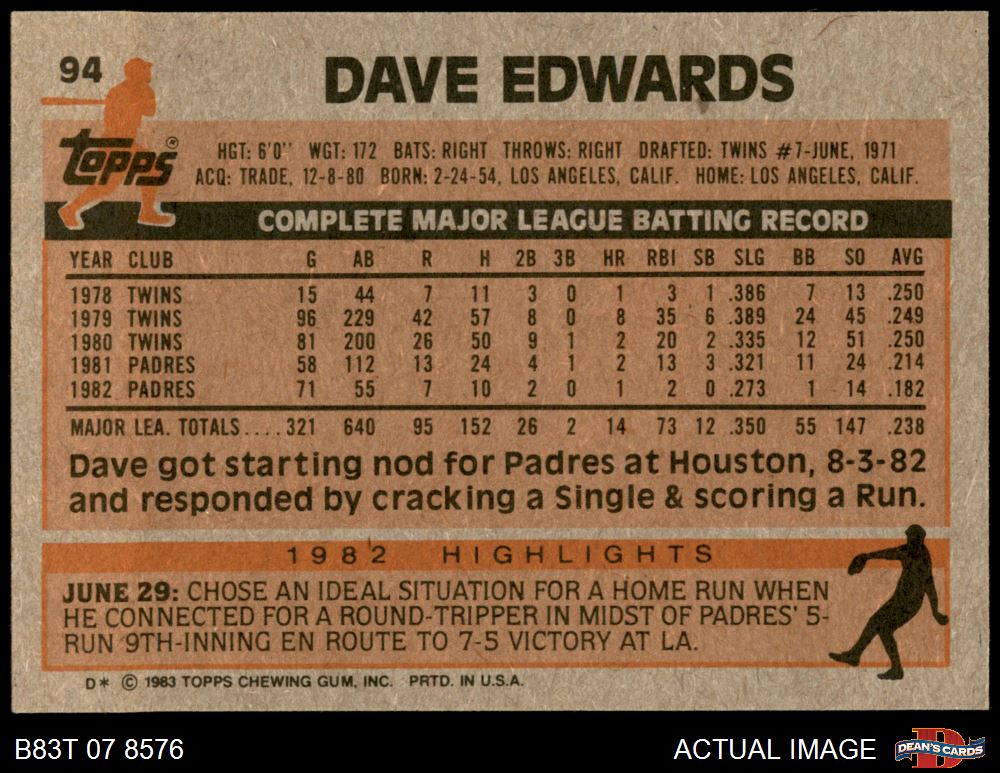 94
DAVE EDWARDS
Topps®
HGT: 6'0" WGT: 172 BATS: RIGHT THROWS: RIGHT DRAFTED: TWINS #7-JUNE, 1971
ACQ: TRADE, 12-8-80 BORN: 2-24-54, LOS ANGELES, CALIF. HOME: LOS ANGELES, CALIF.
COMPLETE MAJOR LEAGUE BATTING RECORD
YEAR CLUB G AB R H 2B 3B HR RBI SB SLG BB SO AVG
1978 TWINS 15 44 7 11 3 0 1 3 1 .386 7 13 .250
1979 TWINS 96 229 42 57 8 0 8 35 6 .389 24 45 .249
1980 TWINS 81 200 26 50 9 1 2 20 2 .335 12 51 .250
1981 PADRES 58 112 13 24 4 1 2 13 3 .321 11 24 .214
1982 PADRES 71 55 7 10 2 0 1 2 0 .273 1 14 .182
MAJOR LEA. TOTALS....321 640 95 152 26 2 14 73 12 .350 55 147 .238
Dave got starting nod for Padres at Houston, 8-3-82
and responded by cracking a Single & scoring a Run.
1982 HIGHLIGHTS
JUNE 29: CHOSE AN IDEAL SITUATION FOR A HOME RUN WHEN
HE CONNECTED FOR A ROUND-TRIPPER IN MIDST OF PADRES' 5-
RUN 9TH-INNING EN ROUTE TO 7-5 VICTORY AT LA.
D* © 1983 TOPPS CHEWING GUM, INC. PRTD. IN U.S.A.
B83T 07 8576
ACTUAL IMAGE
D
DEAN'S CARDS